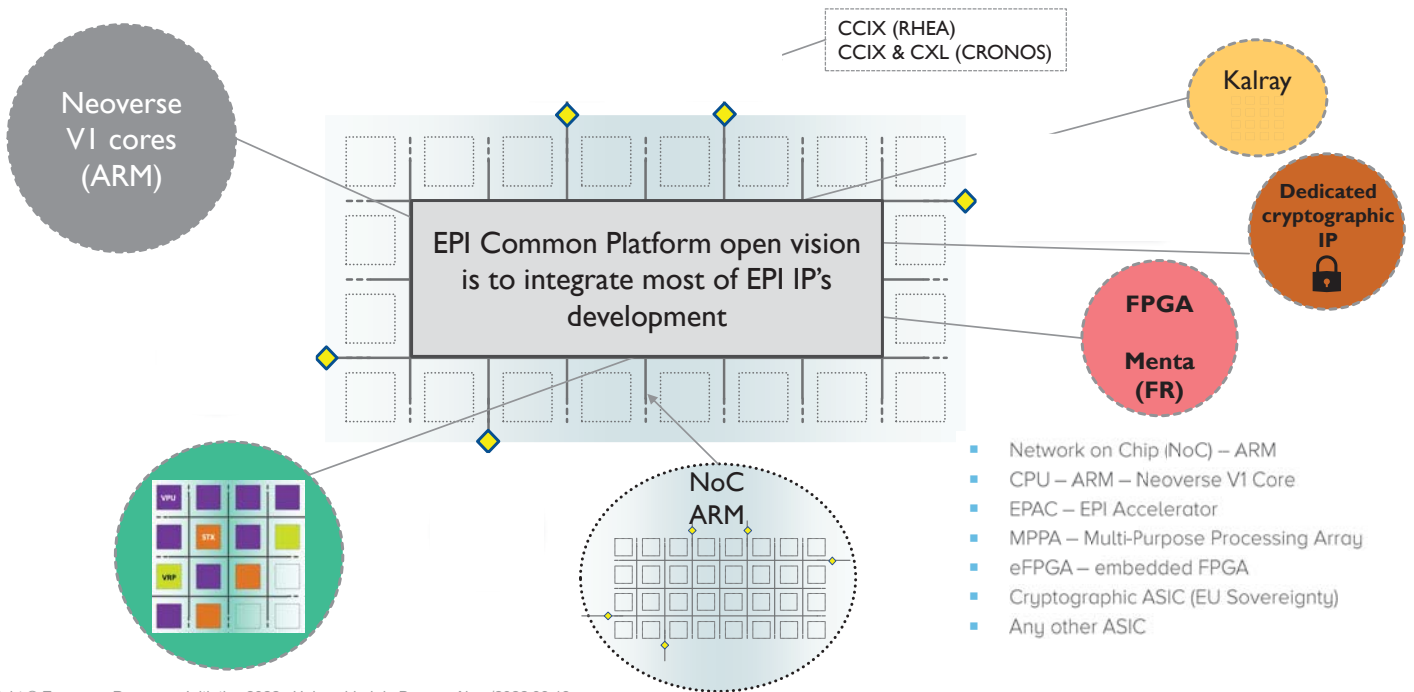 CCIX (RHEA)
CCIX & CXL (CRONOS)
Neoverse
V1 cores
(ARM)
Kalray
Dedicated
cryptographic
IP
EPI Common Platform open vision
is to integrate most of EPI IP's
development
FPGA
Menta
(FR)
VPU
STX
VRP
NoC
ARM
Network on Chip (NoC) – ARM
CPU – ARM – Neoverse V1 Core
EPAC – EPI Accelerator
MPPA – Multi-Purpose Processing Array
eFPGA – embedded FPGA
Cryptographic ASIC (EU Sovereignty)
Any other ASIC